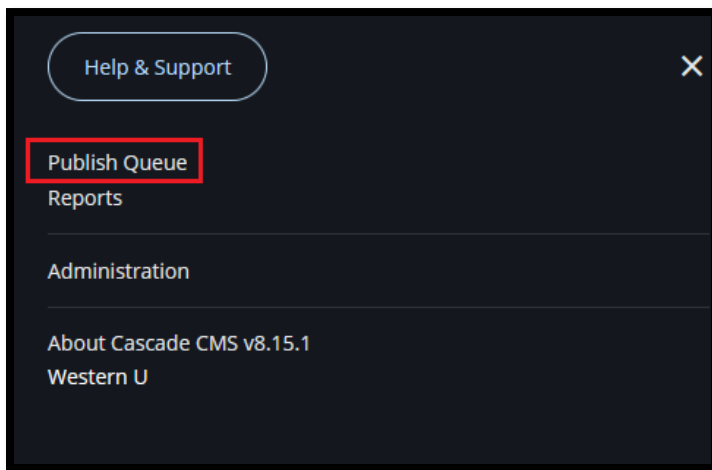 Help & Support
Publish Queue
Reports
Administration
About Cascade CMS v8.15.1
Western U